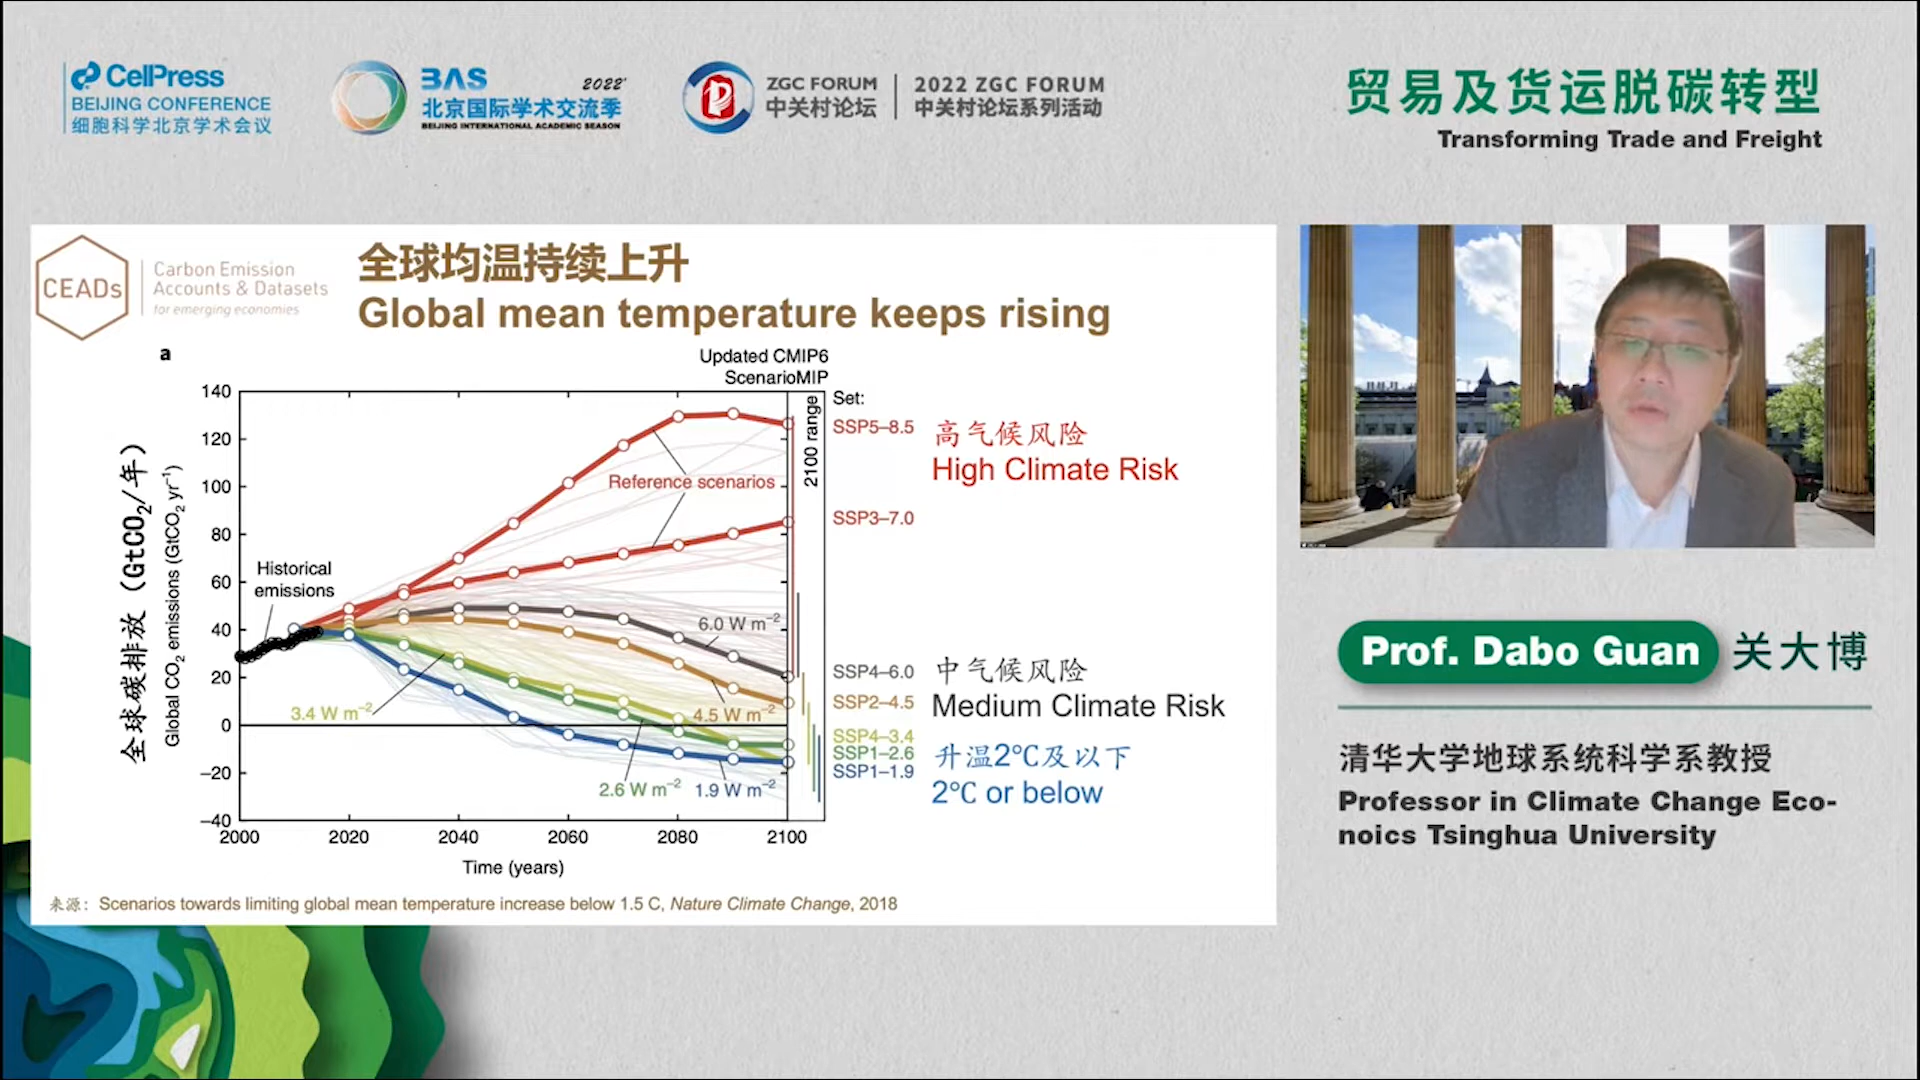 CellPress
BEIJING CONFERENCE
细胞科学北京学术会议
BAS 2022
北京国际学术交流季
BEIJING INTERNATIONAL ACADEMIC SEASON
ZGC FORUM
中关村论坛
2022 ZGC FORUM
中关村论坛系列活动
贸易及货运脱碳转型
Transforming Trade and Freight
CEADs
Carbon Emission
Accounts & Datasets
for emerging economies
全球均温持续上升
Global mean temperature keeps rising
a
Updated CMIP6
ScenarioMIP
Set:
2100 range
全球碳排放（GtCO2/年）
Global CO2 emissions (GtCO2 yr−1)
140
120
100
80
60
40
20
0
−20
−40
2000
2020
2040
2060
2080
2100
Time (years)
Historical
emissions
Reference scenarios
6.0 W m−2
4.5 W m−2
3.4 W m−2
2.6 W m−2
1.9 W m−2
SSP5–8.5
SSP3–7.0
SSP4–6.0
SSP2–4.5
SSP4–3.4
SSP1–2.6
SSP1–1.9
高气候风险
High Climate Risk
中气候风险
Medium Climate Risk
升温2℃及以下
2℃ or below
来源：Scenarios towards limiting global mean temperature increase below 1.5 C, Nature Climate Change, 2018
Prof. Dabo Guan 关大博
清华大学地球系统科学系教授
Professor in Climate Change Eco-
noics Tsinghua University